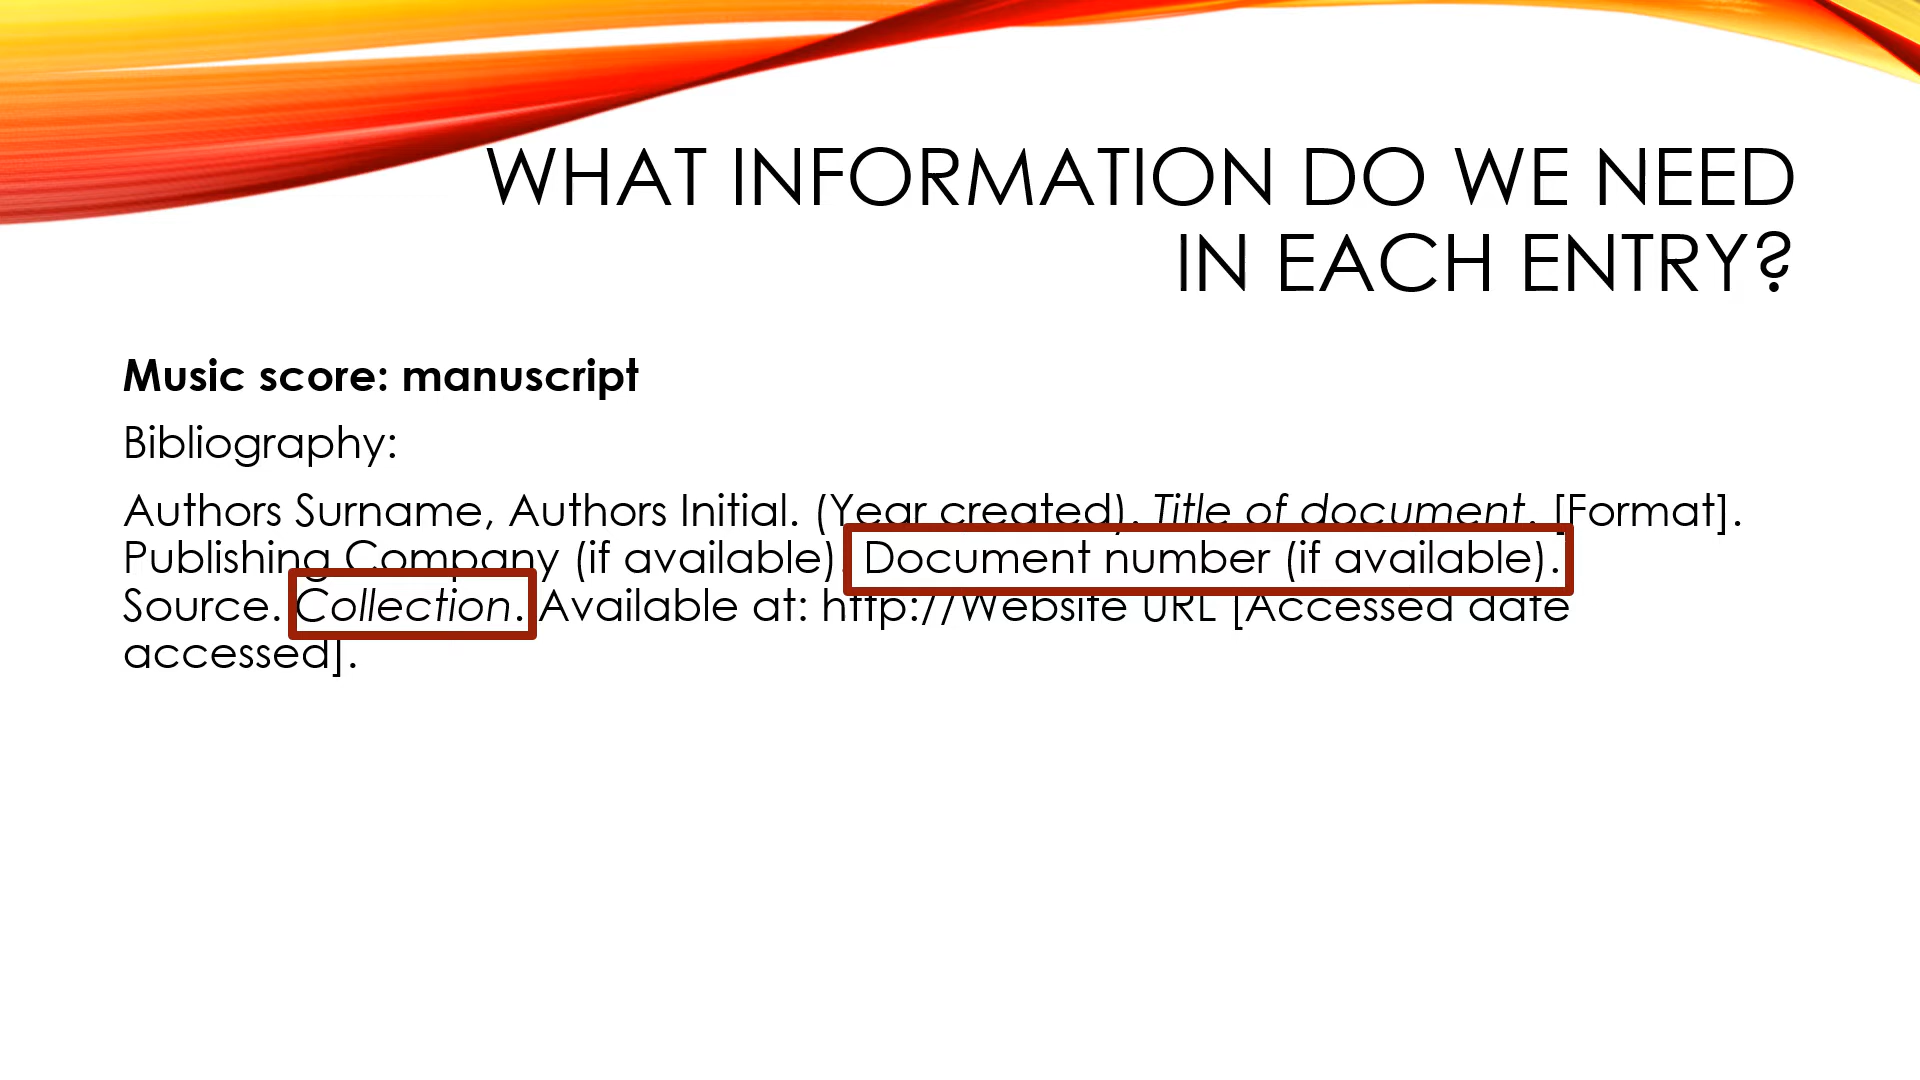 WHAT INFORMATION DO WE NEED
IN EACH ENTRY?
Music score: manuscript
Bibliography:
Authors Surname, Authors Initial. (Year created). Title of document. [Format].
Publishing Company (if available). Document number (if available).
Source. Collection. Available at: http://Website URL [Accessed date
accessed].